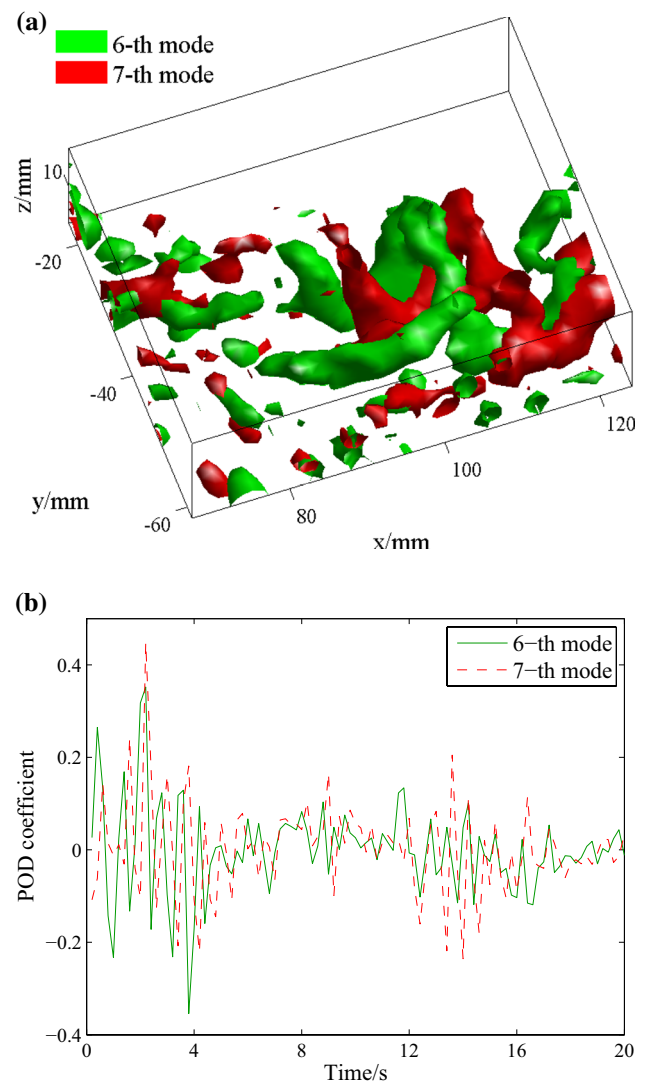 (a)
6-th mode
7-th mode
z/mm
10
-20
-40
-60
y/mm
80
100
120
x/mm
(b)
6−th mode
7−th mode
POD coefficient
0.4
0.2
0
−0.2
−0.4
0 4 8 12 16 20
Time/s